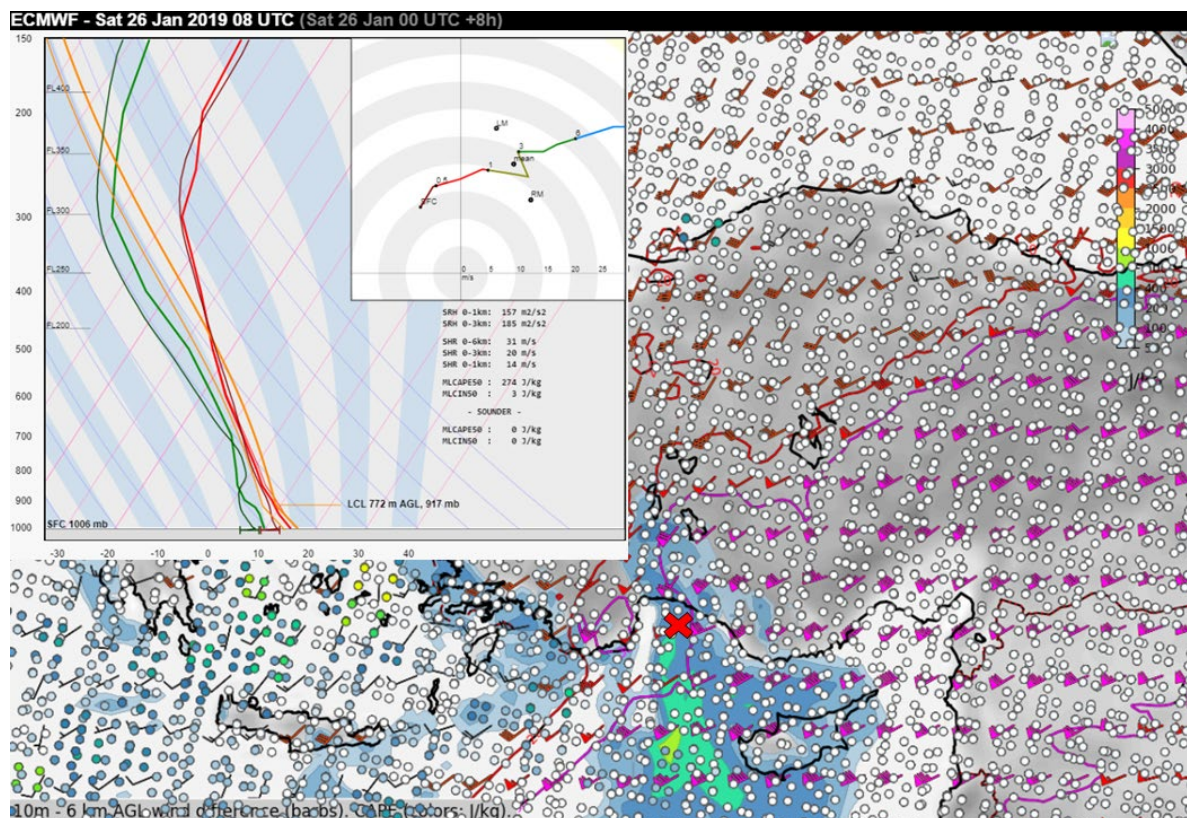 ECMWF - Sat 26 Jan 2019 08 UTC (Sat 26 Jan 00 UTC +8h)
150
200
300
400
500
600
700
800
900
1000
FL400
FL350
FL300
FL250
FL200
LM
6
3
mean
1
0.5
RM
SFC
0 5 10 15 20 25
m/s
SRH 0-1km: 157 m2/s2
SRH 0-3km: 185 m2/s2
SHR 0-6km: 31 m/s
SHR 0-3km: 20 m/s
SHR 0-1km: 14 m/s
MLCAPE50 : 274 J/kg
MLCIN50 : 3 J/kg
- SOUNDER -
MLCAPE50 : 0 J/kg
MLCIN50 : 0 J/kg
LCL 772 m AGL, 917 mb
SFC 1006 mb
-30 -20 -10 0 10 20 30 40
5000
4000
3000
2000
1500
10m - 6 km AGL wind difference (barbs), CAPE (colors: J/kg).